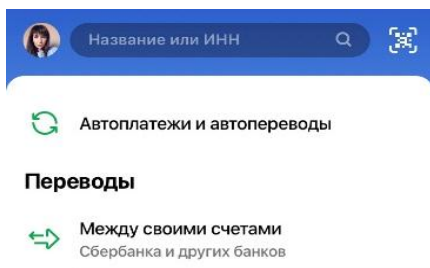 Название или ИНН
Автоплатежи и автопереводы
Переводы
Между своими счетами
Сбербанка и других банков